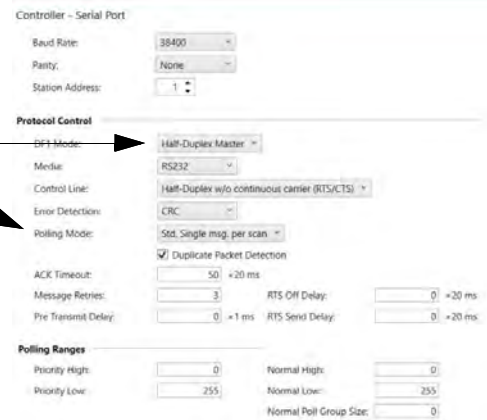 Controller - Serial Port
Baud Rate: 38400
Parity: None
Station Address: 1
Protocol Control
DF1 Mode: Half-Duplex Master
Media: RS232
Control Line: Half-Duplex w/o continuous carrier (RTS/CTS)
Error Detection: CRC
Polling Mode: Std. Single msg. per scan
Duplicate Packet Detection
ACK Timeout: 50 ×20 ms
Message Retries: 3 RTS Off Delay: 0 ×20 ms
Pre Transmit Delay: 0 ×1 ms RTS Send Delay: 0 ×20 ms
Polling Ranges
Priority High: 0 Normal High: 0
Priority Low: 255 Normal Low: 255
Normal Poll Group Size: 0